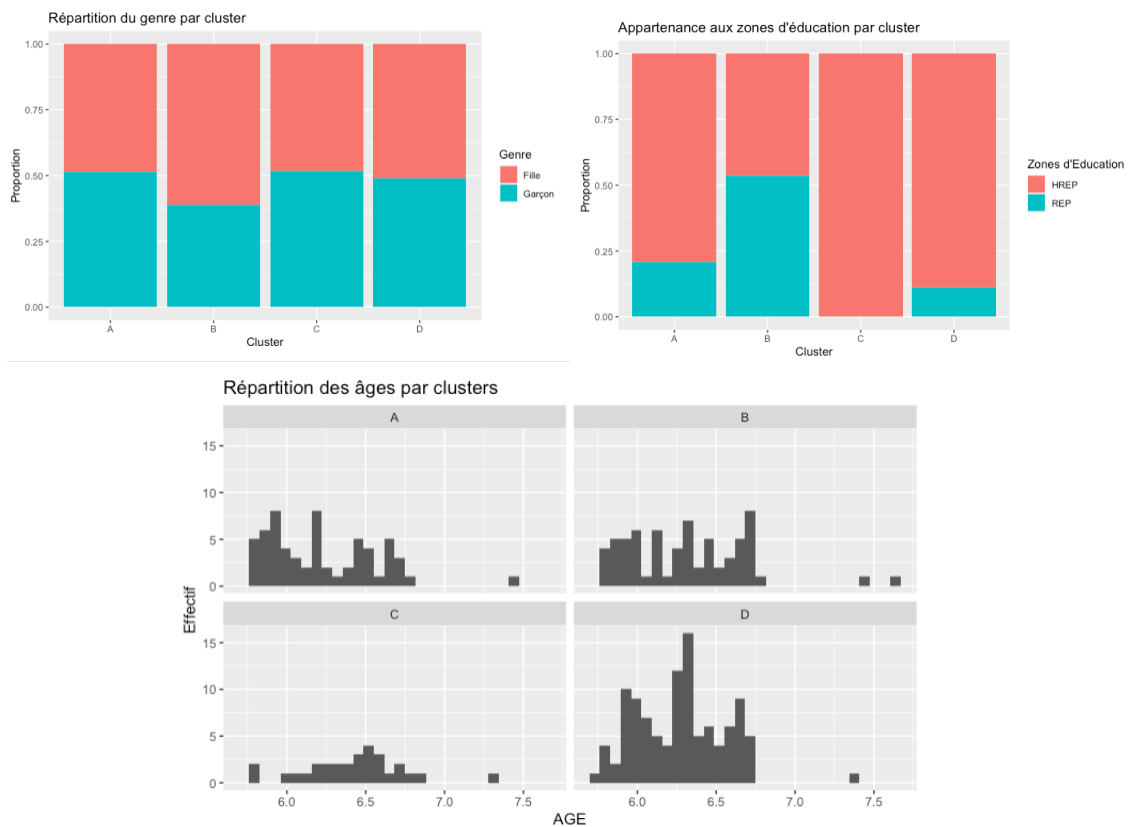 Répartition du genre par cluster
Proportion
1.00
0.75
0.50
0.25
0.00
A B C D
Cluster
Genre
Fille
Garçon
Appartenance aux zones d'éducation par cluster
Proportion
1.00
0.75
0.50
0.25
0.00
A B C D
Cluster
Zones d'Education
HREP
REP
Répartition des âges par clusters
Effectif
A B
15
10
5
0
C D
15
10
5
0
6.0 6.5 7.0 7.5 6.0 6.5 7.0 7.5
AGE